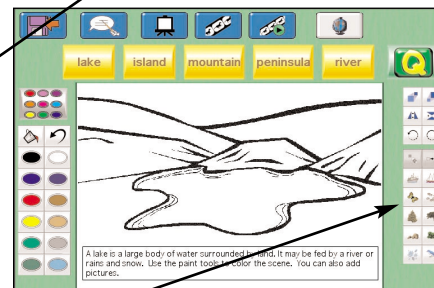 lake island mountain peninsula river
Q
A lake is a large body of water surrounded by land. It may be fed by a river or
rains and snow. Use the paint tools to color the scene. You can also add
pictures.